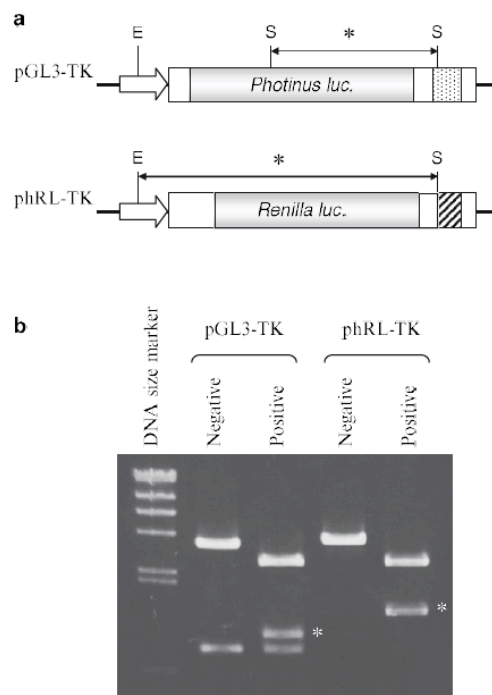 a
E S * S
pGL3-TK
Photinus luc.
E * S
phRL-TK
Renilla luc.
b
pGL3-TK phRL-TK
DNA size marker
Negative
Positive
Negative
Positive
*
*